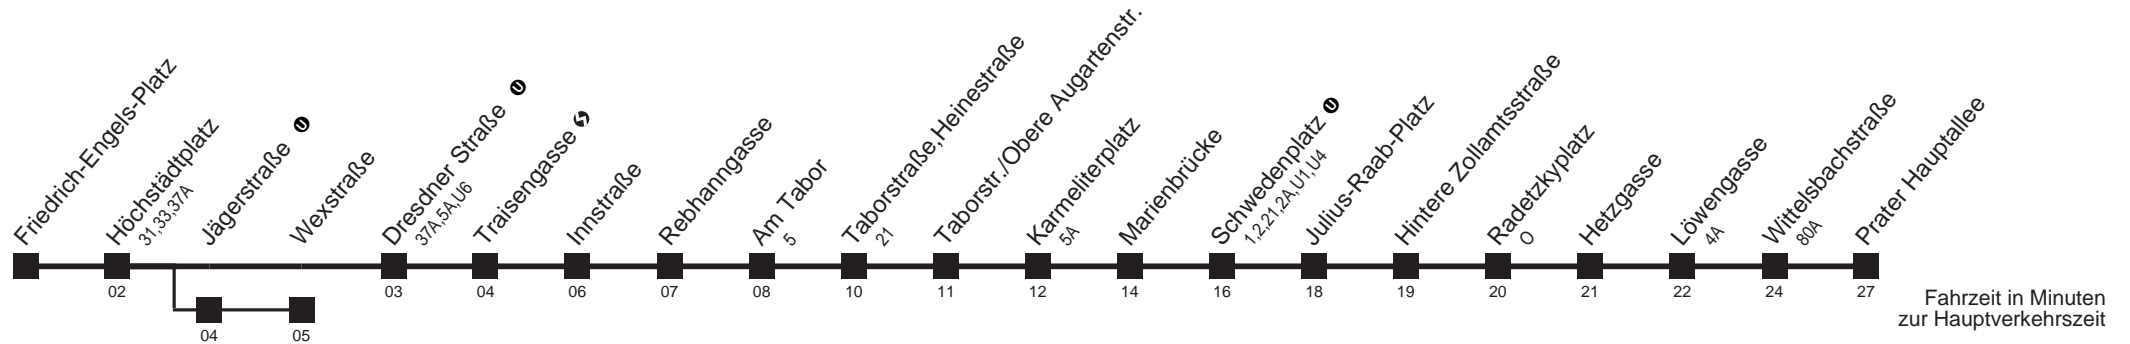 Friedrich-Engels-Platz
Höchstädtplatz
31,33,37A
02
Jägerstraße U
04
Wexstraße
05
Dresdner Straße U
37A,5A,U6
03
Traisengasse
04
Innstraße
06
Rebhanngasse
07
Am Tabor
5
08
Taborstraße,Heinestraße
21
10
Taborstr./Obere Augartenstr.
11
Karmeliterplatz
5A
12
Marienbrücke
14
Schwedenplatz U
1,2,21,2A,U1,U4
16
Julius-Raab-Platz
18
Hintere Zollamtsstraße
19
Radetzkyplatz
O
20
Hetzgasse
21
Löwengasse
4A
22
Wittelsbachstraße
80A
24
Prater Hauptallee
27
Fahrzeit in Minuten
zur Hauptverkehrszeit